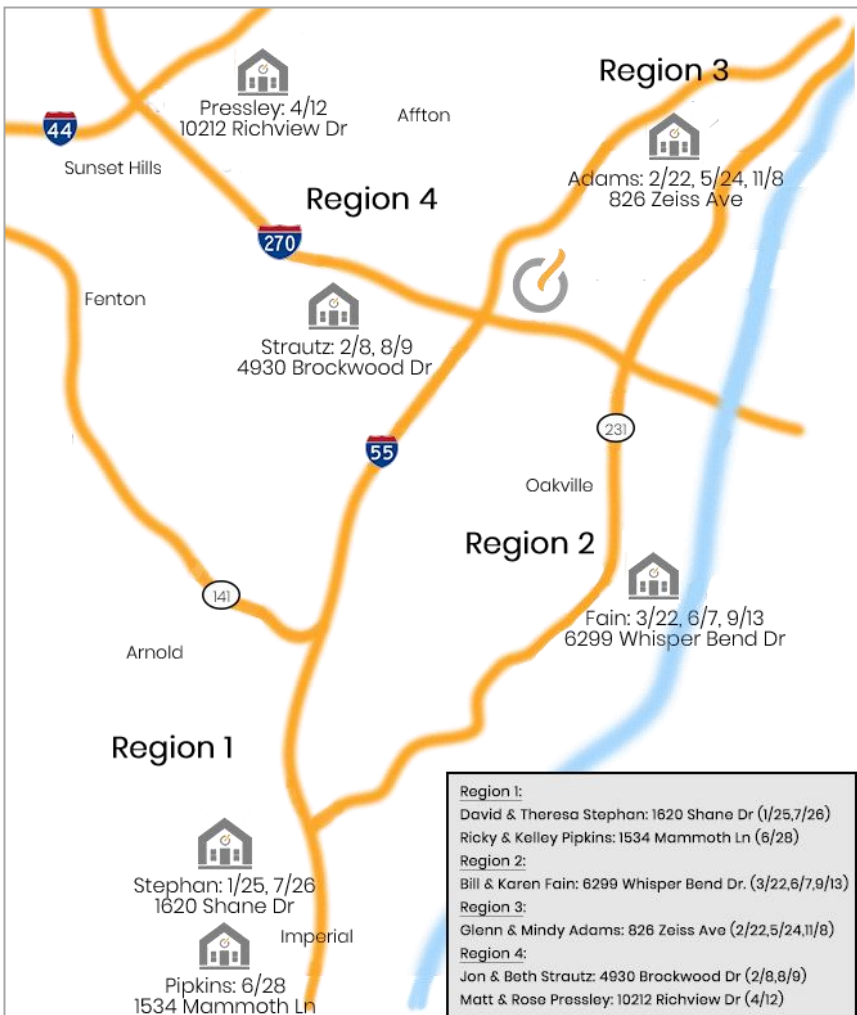 Region 3
Pressley: 4/12
10212 Richview Dr
Affton
44
Sunset Hills
Adams: 2/22, 5/24, 11/8
826 Zeiss Ave
Region 4
270
Fenton
Strautz: 2/8, 8/9
4930 Brockwood Dr
231
55
Oakville
Region 2
141
Fain: 3/22, 6/7, 9/13
6299 Whisper Bend Dr
Arnold
Region 1
Stephan: 1/25, 7/26
1620 Shane Dr
Imperial
Pipkins: 6/28
1534 Mammoth Ln
Region 1:
David & Theresa Stephan: 1620 Shane Dr (1/25,7/26)
Ricky & Kelley Pipkins: 1534 Mammoth Ln (6/28)
Region 2:
Bill & Karen Fain: 6299 Whisper Bend Dr. (3/22,6/7,9/13)
Region 3:
Glenn & Mindy Adams: 826 Zeiss Ave (2/22,5/24,11/8)
Region 4:
Jon & Beth Strautz: 4930 Brockwood Dr (2/8,8/9)
Matt & Rose Pressley: 10212 Richview Dr (4/12)